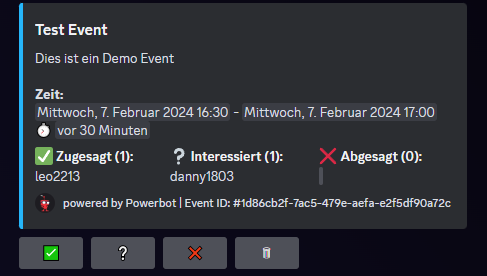 Test Event
Dies ist ein Demo Event
Zeit:
Mittwoch, 7. Februar 2024 16:30 - Mittwoch, 7. Februar 2024 17:00
⏱ vor 30 Minuten
✅ Zugesagt (1): ❔ Interessiert (1): ❌ Abgesagt (0):
leo2213 danny1803
powered by Powerbot | Event ID: #1d86cb2f-7ac5-479e-aefa-e2f5df90a72c